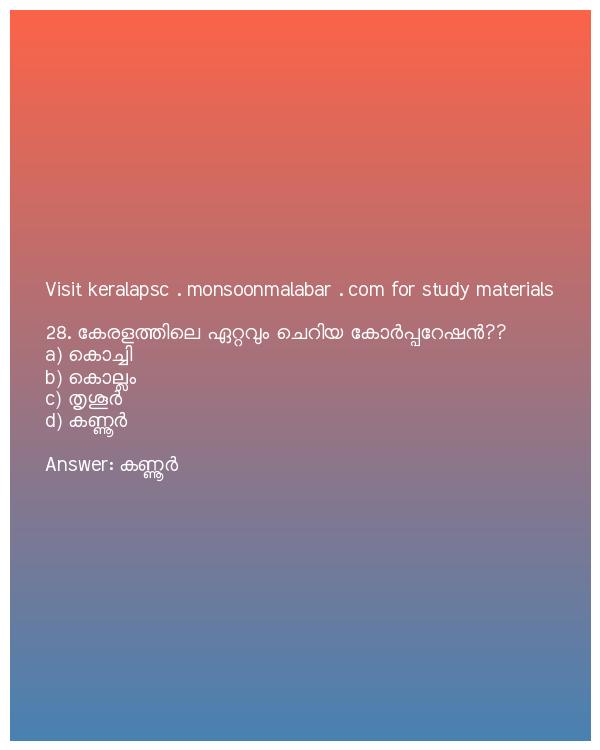 Visit keralapsc . monsoonmalabar . com for study materials
28. കേരളത്തിലെ ഏറ്റവും ചെറിയ കോർപ്പറേഷൻ??
a) കൊച്ചി
b) കൊല്ലം
c) തൃശൂർ
d) കണ്ണൂർ
Answer: കണ്ണൂർ